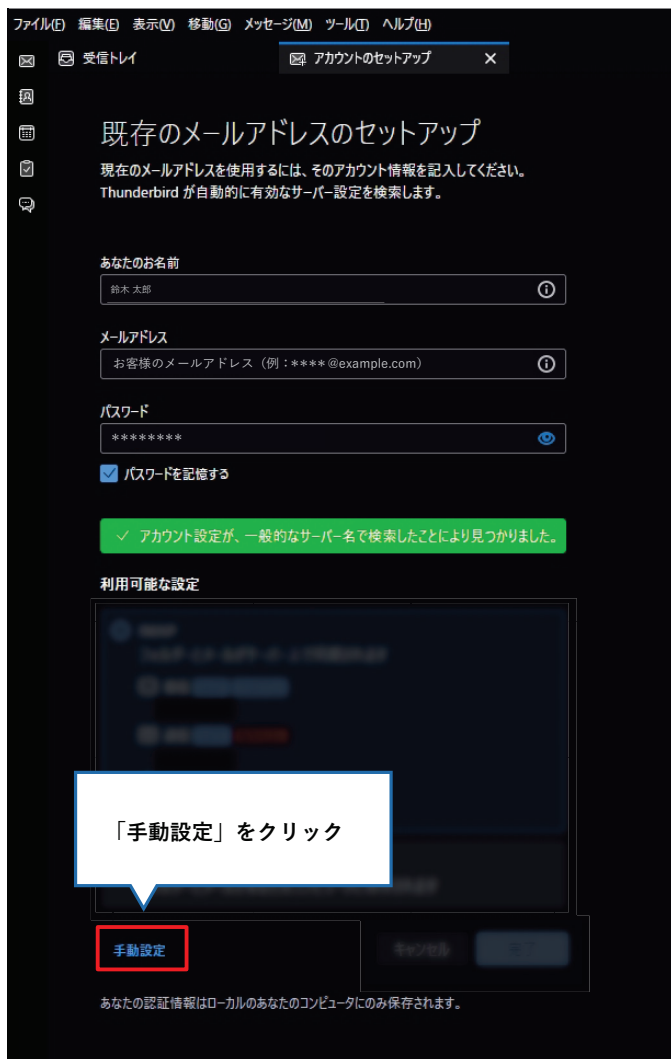 ファイル(F) 編集(E) 表示(V) 移動(G) メッセージ(M) ツール(T) ヘルプ(H)
受信トレイ アカウントのセットアップ ×
既存のメールアドレスのセットアップ
現在のメールアドレスを使用するには、そのアカウント情報を記入してください。
Thunderbird が自動的に有効なサーバー設定を検索します。
あなたのお名前
鈴木 太郎
メールアドレス
お客様のメールアドレス（例：****@example.com）
パスワード
********
パスワードを記憶する
✓ アカウント設定が、一般的なサーバー名で検索したことにより見つかりました。
利用可能な設定
「手動設定」をクリック
手動設定 キャンセル 完了
あなたの認証情報はローカルのあなたのコンピュータにのみ保存されます。